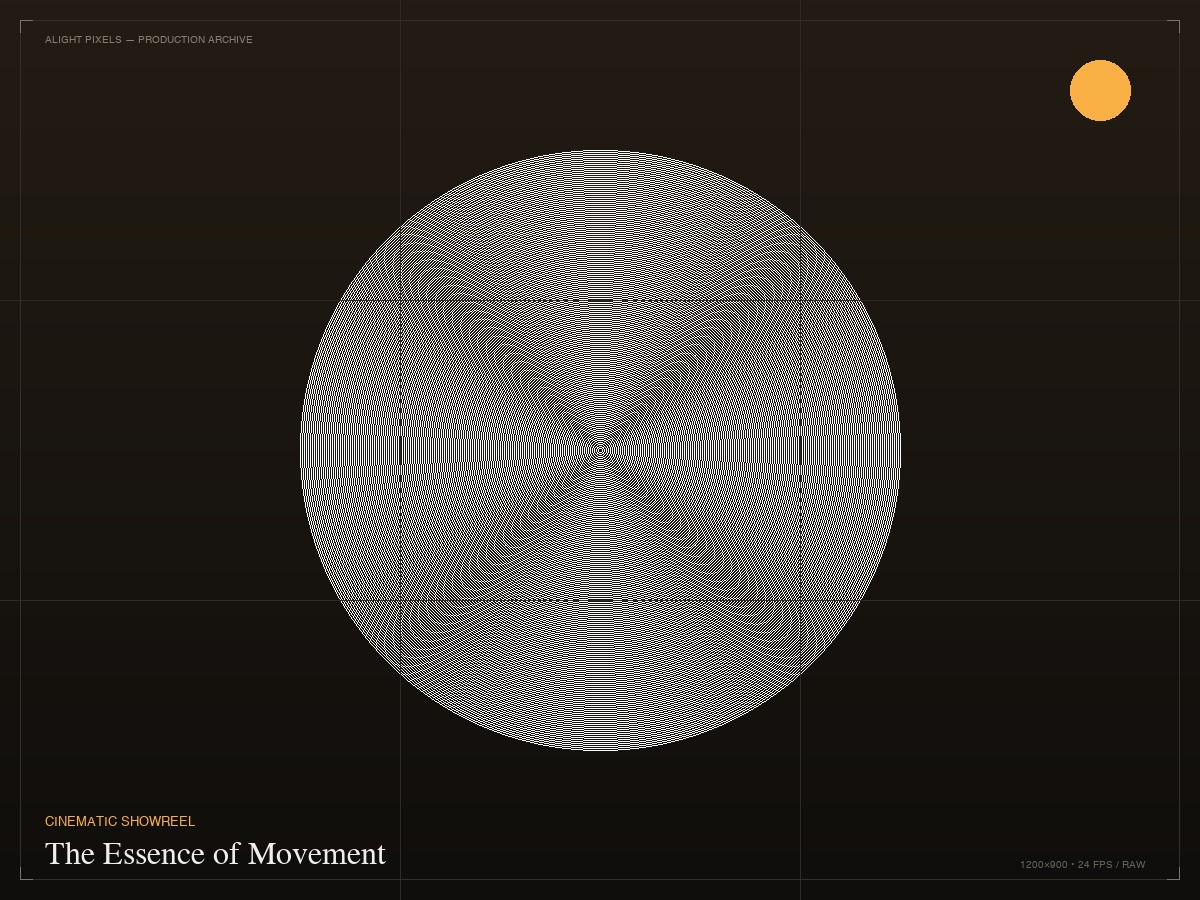 ALIGHT PIXELS — PRODUCTION ARCHIVE
CINEMATIC SHOWREEL
The Essence of Movement
1200×900 • 24 FPS / RAW